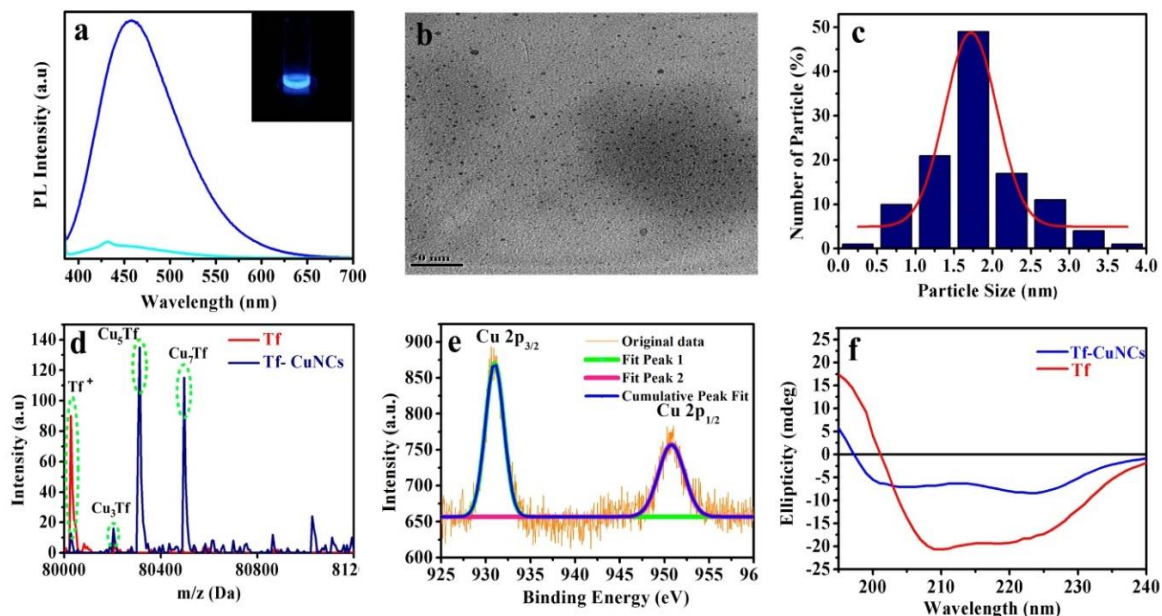 a
PL Intensity (a.u)
400 450 500 550 600 650 700
Wavelength (nm)
b
50 nm
c
Number of Particle (%)
50
40
30
20
10
0
0.0 0.5 1.0 1.5 2.0 2.5 3.0 3.5 4.0
Particle Size (nm)
d
Intensity (a.u)
140
120
100
80
60
40
20
0
Tf
Tf- CuNCs
Tf +
Cu3Tf
Cu5Tf
Cu7Tf
80000 80400 80800 8120
m/z (Da)
e
Intensity (a.u.)
900
850
800
750
700
650
600
Cu 2p3/2
Cu 2p1/2
Original data
Fit Peak 1
Fit Peak 2
Cumulative Peak Fit
925 930 935 940 945 950 955 96
Binding Energy (eV)
f
Ellipticity (mdeg)
25
20
15
10
5
0
-5
-10
-15
-20
-25
Tf-CuNCs
Tf
200 210 220 230 240
Wavelength (nm)